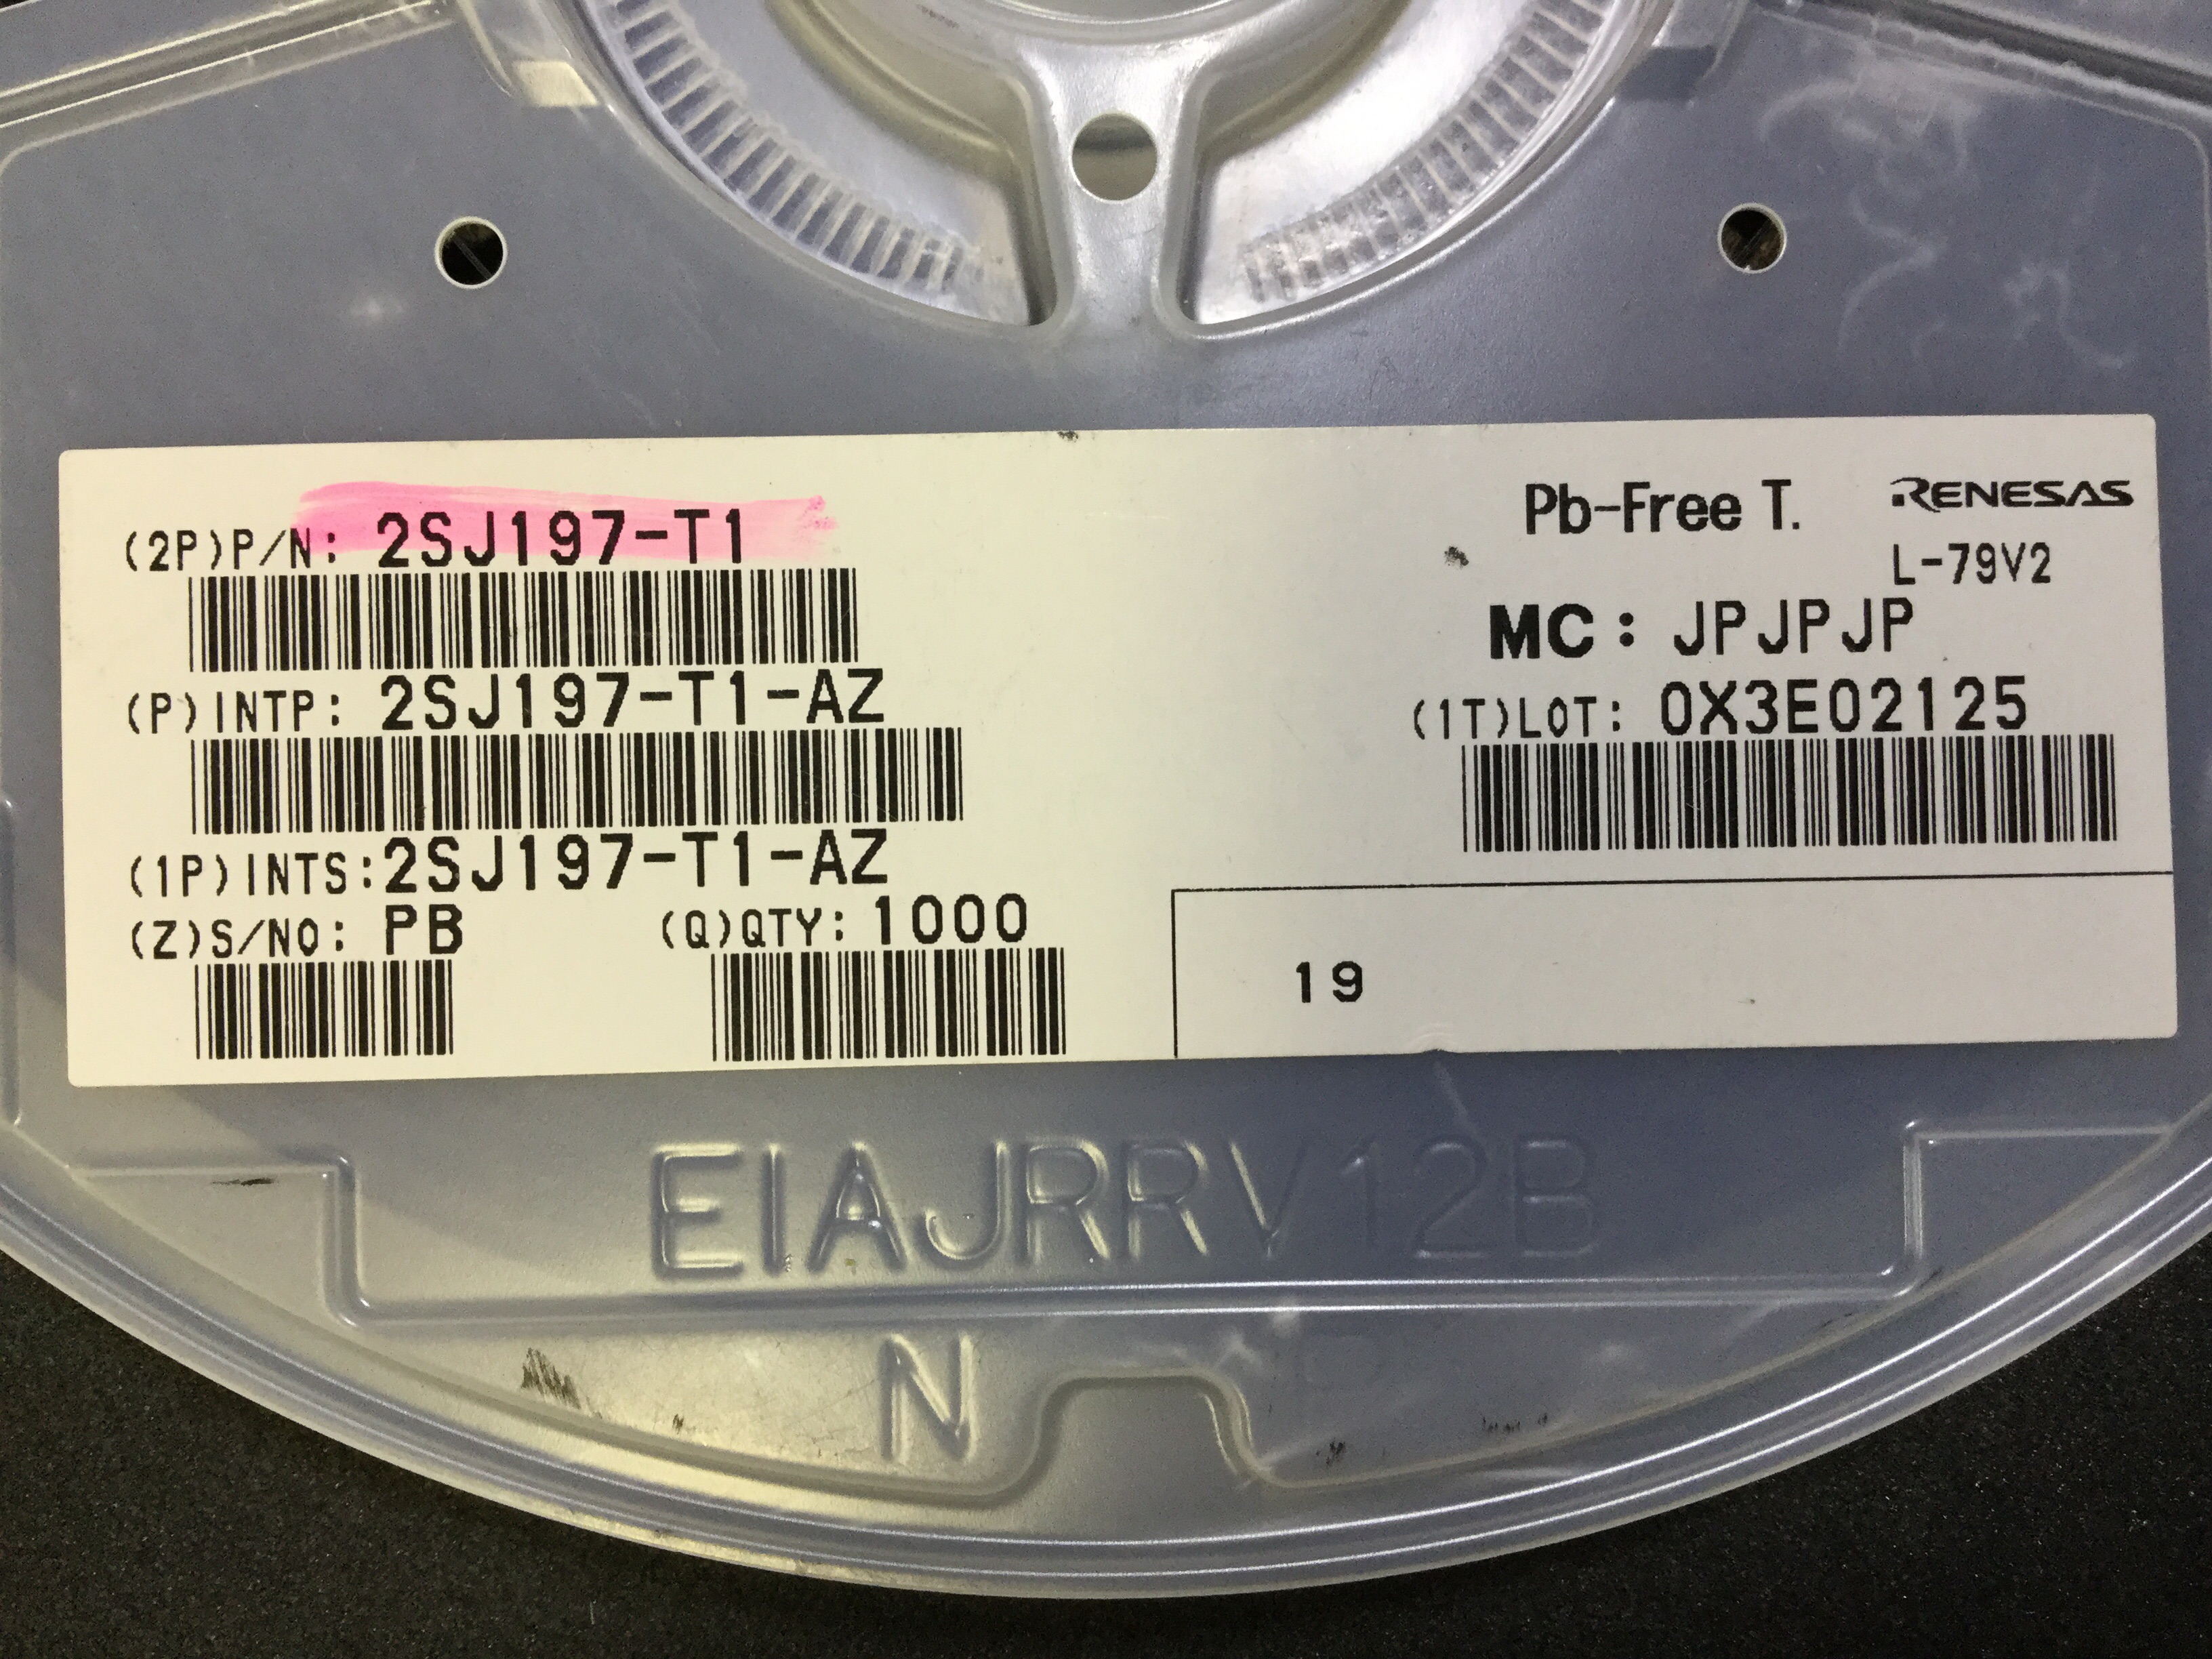 (2P)P/N: 2SJ197-T1
(P)INTP: 2SJ197-T1-AZ
(1P)INTS:2SJ197-T1-AZ
(Z)S/NO: PB
(Q)QTY: 1000
Pb-Free T.
RENESAS
L-79V2
MC: JPJPJP
(1T)LOT: 0X3E02125
19
EIAJRRV12B
N